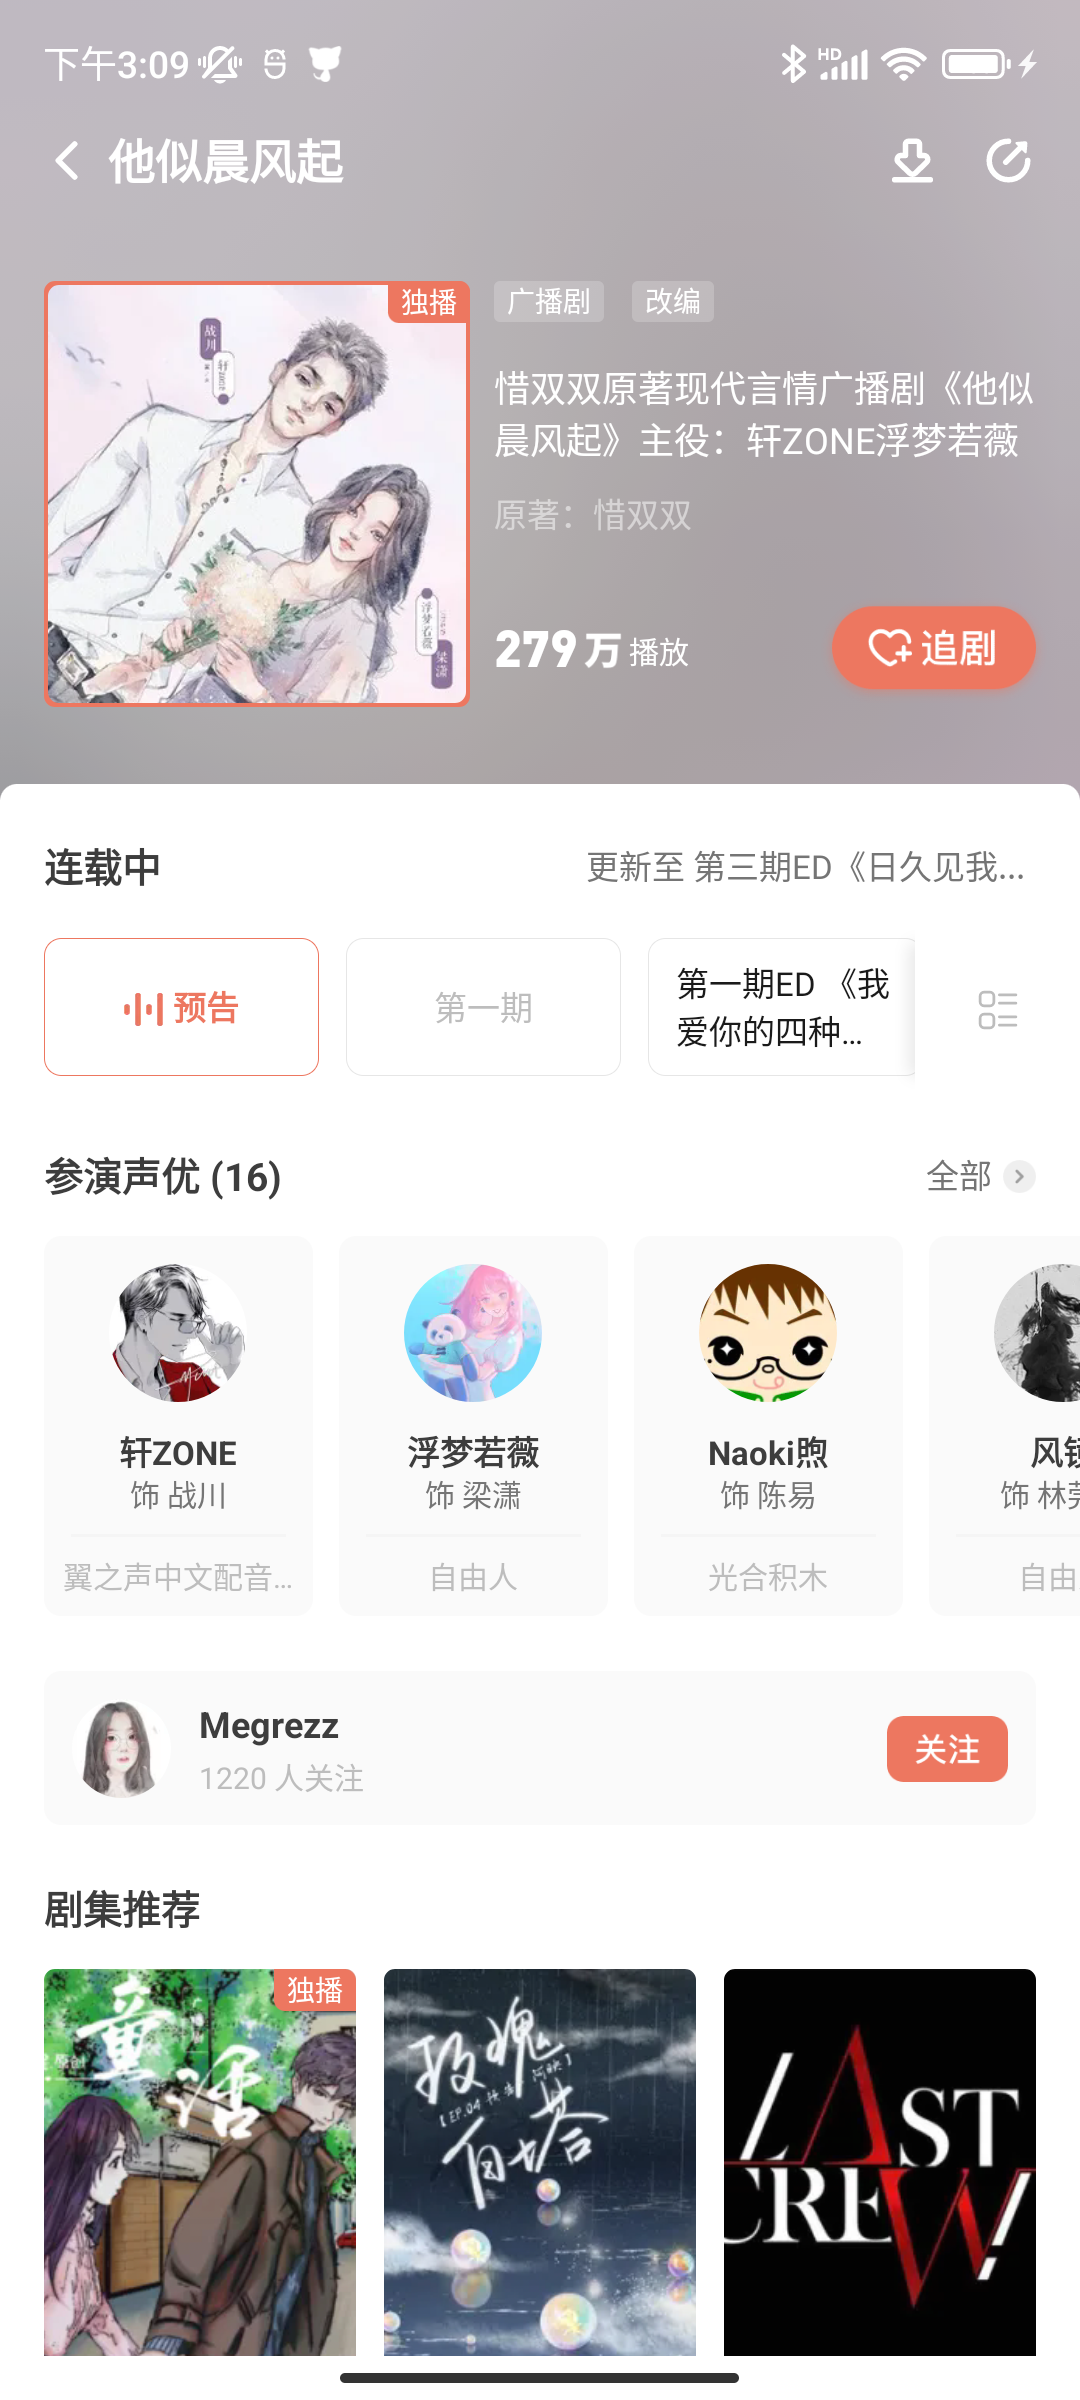 下午3:09
HD
他似晨风起
独播
战川
轩ZONE
浮梦若薇
梁潇
广播剧
改编
惜双双原著现代言情广播剧《他似
晨风起》主役：轩ZONE浮梦若薇
原著：惜双双
279万播放
追剧
连载中
更新至 第三期ED《日久见我...
预告
第一期
第一期ED 《我
爱你的四种...
参演声优 (16)
全部
轩ZONE
饰 战川
翼之声中文配音...
浮梦若薇
饰 梁潇
自由人
Naoki煦
饰 陈易
光合积木
风
饰 林
自由
Megrezz
1220 人关注
关注
剧集推荐
独播
童话
玫瑰
白塔
LAST
CREW!